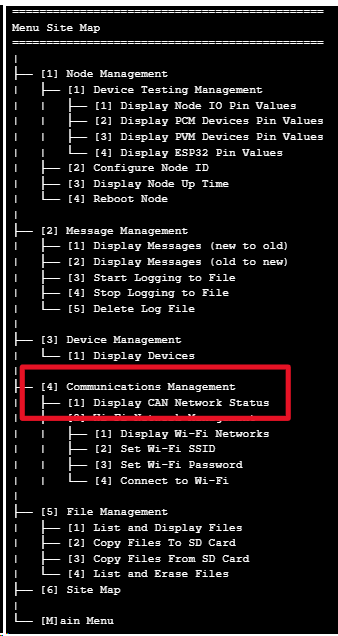 ==============================================
Menu Site Map
==============================================
|
├── [1] Node Management
|   ├── [1] Device Testing Management
|   |   ├── [1] Display Node IO Pin Values
|   |   ├── [2] Display PCM Devices Pin Values
|   |   ├── [3] Display PVM Devices Pin Values
|   |   └── [4] Display ESP32 Pin Values
|   ├── [2] Configure Node ID
|   ├── [3] Display Node Up Time
|   └── [4] Reboot Node
|
├── [2] Message Management
|   ├── [1] Display Messages (new to old)
|   ├── [2] Display Messages (old to new)
|   ├── [3] Start Logging to File
|   ├── [4] Stop Logging to File
|   └── [5] Delete Log File
|
├── [3] Device Management
|   └── [1] Display Devices
|
├── [4] Communications Management
|   ├── [1] Display CAN Network Status
|   |   ├── [1] Display Wi-Fi Networks
|   |   ├── [2] Set Wi-Fi SSID
|   |   ├── [3] Set Wi-Fi Password
|   |   └── [4] Connect to Wi-Fi
|
├── [5] File Management
|   ├── [1] List and Display Files
|   ├── [2] Copy Files To SD Card
|   ├── [3] Copy Files From SD Card
|   └── [4] List and Erase Files
├── [6] Site Map
|
└── [M]ain Menu